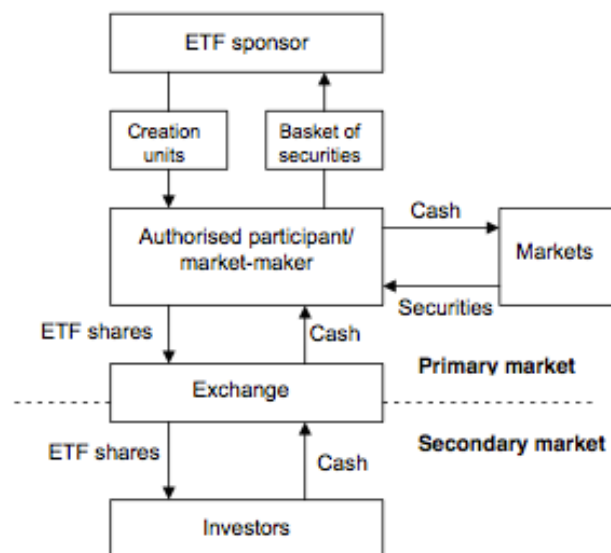 ETF sponsor
Creation
units
Basket of
securities
Authorised participant/
market-maker
Cash
Markets
Securities
ETF shares
Cash
Primary market
Exchange
Secondary market
ETF shares
Cash
Investors